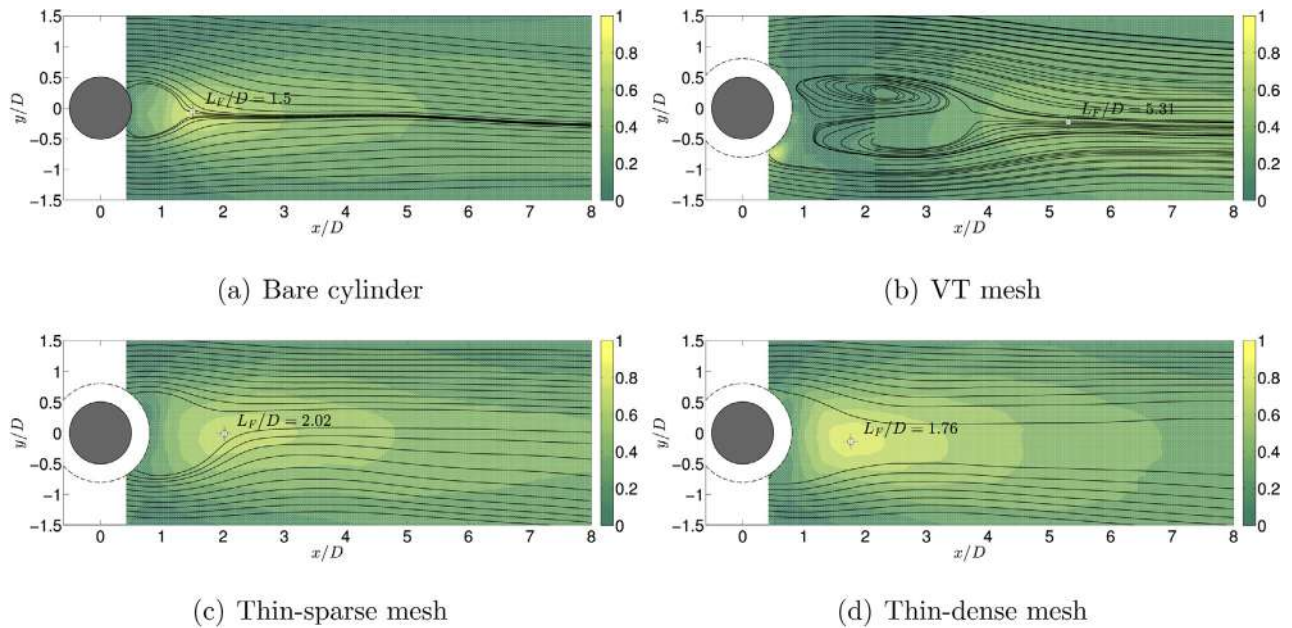 1.5
1
0.5
0
−0.5
−1
−1.5
y/D
0 1 2 3 4 5 6 7 8
x/D
1
0.8
0.6
0.4
0.2
0
L_F/D = 1.5
(a) Bare cylinder
1.5
1
0.5
0
−0.5
−1
−1.5
y/D
0 1 2 3 4 5 6 7 8
x/D
1
0.8
0.6
0.4
0.2
0
L_F/D = 5.31
(b) VT mesh
1.5
1
0.5
0
−0.5
−1
−1.5
y/D
0 1 2 3 4 5 6 7 8
x/D
1
0.8
0.6
0.4
0.2
0
L_F/D = 2.02
(c) Thin-sparse mesh
1.5
1
0.5
0
−0.5
−1
−1.5
y/D
0 1 2 3 4 5 6 7 8
x/D
1
0.8
0.6
0.4
0.2
0
L_F/D = 1.76
(d) Thin-dense mesh